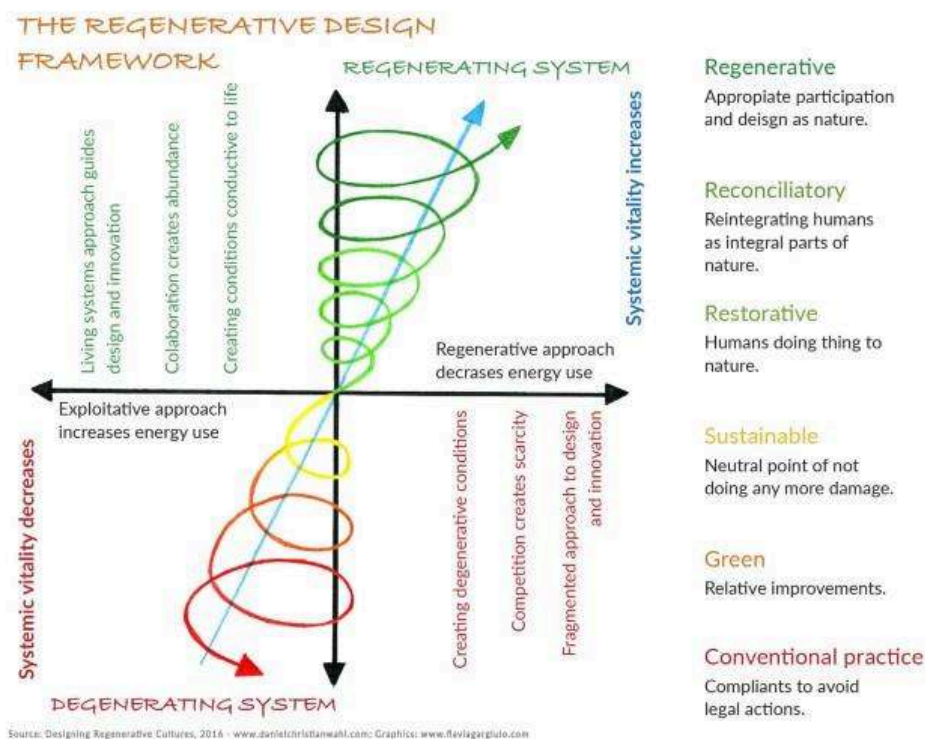 THE REGENERATIVE DESIGN
FRAMEWORK
REGENERATING SYSTEM
Living systems approach guides
design and innovation
Colaboration creates abundance
Creating conditions conductive to life
Systemic vitality increases
Regenerative approach
decrases energy use
Exploitative approach
increases energy use
Systemic vitality decreases
Creating degenerative conditions
Competition creates scarcity
Fragmented approach to design
and innovation
DEGENERATING SYSTEM
Regenerative
Appropiate participation
and deisgn as nature.
Reconciliatory
Reintegrating humans
as integral parts of
nature.
Restorative
Humans doing thing to
nature.
Sustainable
Neutral point of not
doing any more damage.
Green
Relative improvements.
Conventional practice
Compliants to avoid
legal actions.
Source: Designing Regenerative Cultures, 2016 - www.danielchristianwahl.com; Graphics: www.flaviagargiulo.com